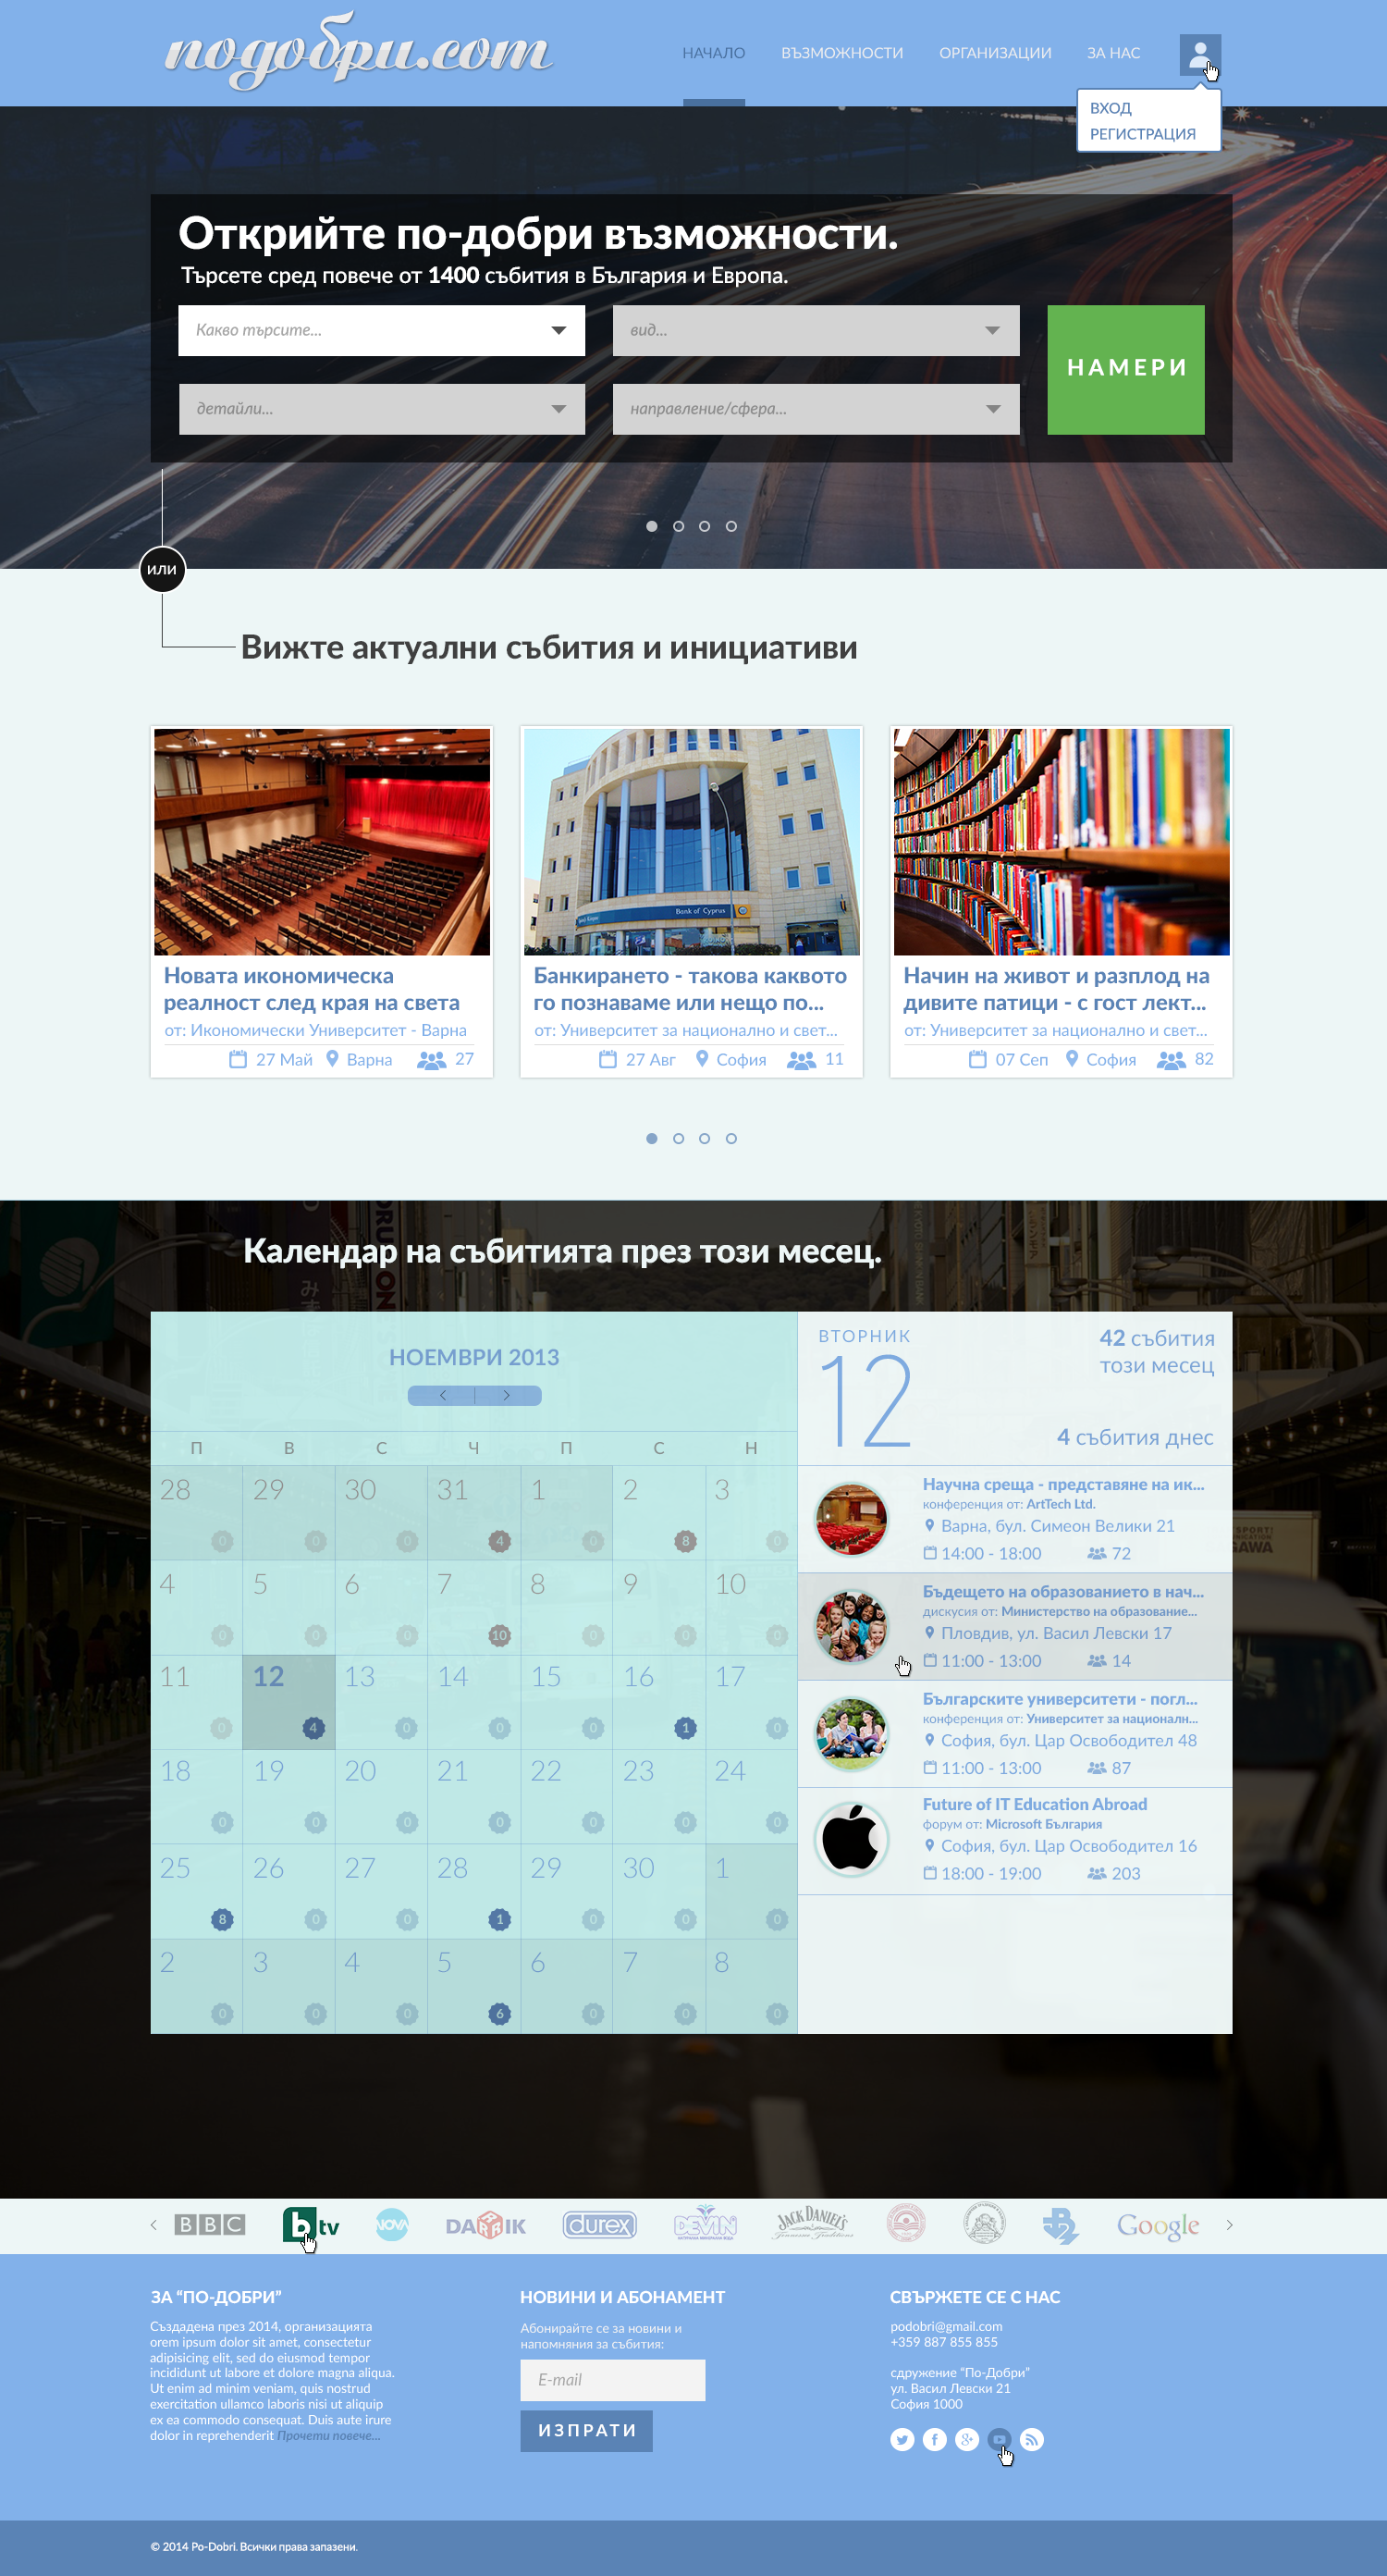 подобри.com
НАЧАЛО ВЪЗМОЖНОСТИ ОРГАНИЗАЦИИ ЗА НАС
ВХОД
РЕГИСТРАЦИЯ
Открийте по-добри възможности.
Търсете сред повече от 1400 събития в България и Европа.
Какво търсите... вид...
НАМЕРИ
детайли... направление/сфера...
или
Вижте актуални събития и инициативи
Bank of Cyprus
Новата икономическа
реалност след края на света
от: Икономически Университет - Варна
27 Май Варна 27
Банкирането - такова каквото
го познаваме или нещо по...
от: Университет за национално и свет...
27 Авг София 11
Начин на живот и разплод на
дивите патици - с гост лект...
от: Университет за национално и свет...
07 Сеп София 82
Календар на събитията през този месец.
НОЕМВРИ 2013
< >
П В С Ч П С Н
28 29 30 31 1 2 3
0 0 0 4 0 8 0
4 5 6 7 8 9 10
0 0 0 10 0 0 0
11 12 13 14 15 16 17
0 4 0 0 0 1 0
18 19 20 21 22 23 24
0 0 0 0 0 0 0
25 26 27 28 29 30 1
8 0 0 1 0 0 0
2 3 4 5 6 7 8
0 0 0 6 0 0 0
ВТОРНИК
12
42 събития
този месец
4 събития днес
Научна среща - представяне на ик...
конференция от: ArtTech Ltd.
Варна, бул. Симеон Велики 21
14:00 - 18:00 72
Бъдещето на образованието в нач...
дискусия от: Министерство на образование...
Пловдив, ул. Васил Левски 17
11:00 - 13:00 14
Българските университети - погл...
конференция от: Университет за националн...
София, бул. Цар Освободител 48
11:00 - 13:00 87
Future of IT Education Abroad
форум от: Microsoft България
София, бул. Цар Освободител 16
18:00 - 19:00 203
< BBC btv NOVA DARIK durex DEVIN JACK DANIEL'S Google >
ЗА “ПО-ДОБРИ”
Създадена през 2014, организацията
orem ipsum dolor sit amet, consectetur
adipisicing elit, sed do eiusmod tempor
incididunt ut labore et dolore magna aliqua.
Ut enim ad minim veniam, quis nostrud
exercitation ullamco laboris nisi ut aliquip
ex ea commodo consequat. Duis aute irure
dolor in reprehenderit Прочети повече...
НОВИНИ И АБОНАМЕНТ
Абонирайте се за новини и
напомняния за събития:
E-mail
ИЗПРАТИ
СВЪРЖЕТЕ СЕ С НАС
podobri@gmail.com
+359 887 855 855
сдружение “По-Добри”
ул. Васил Левски 21
София 1000
© 2014 Po-Dobri. Всички права запазени.